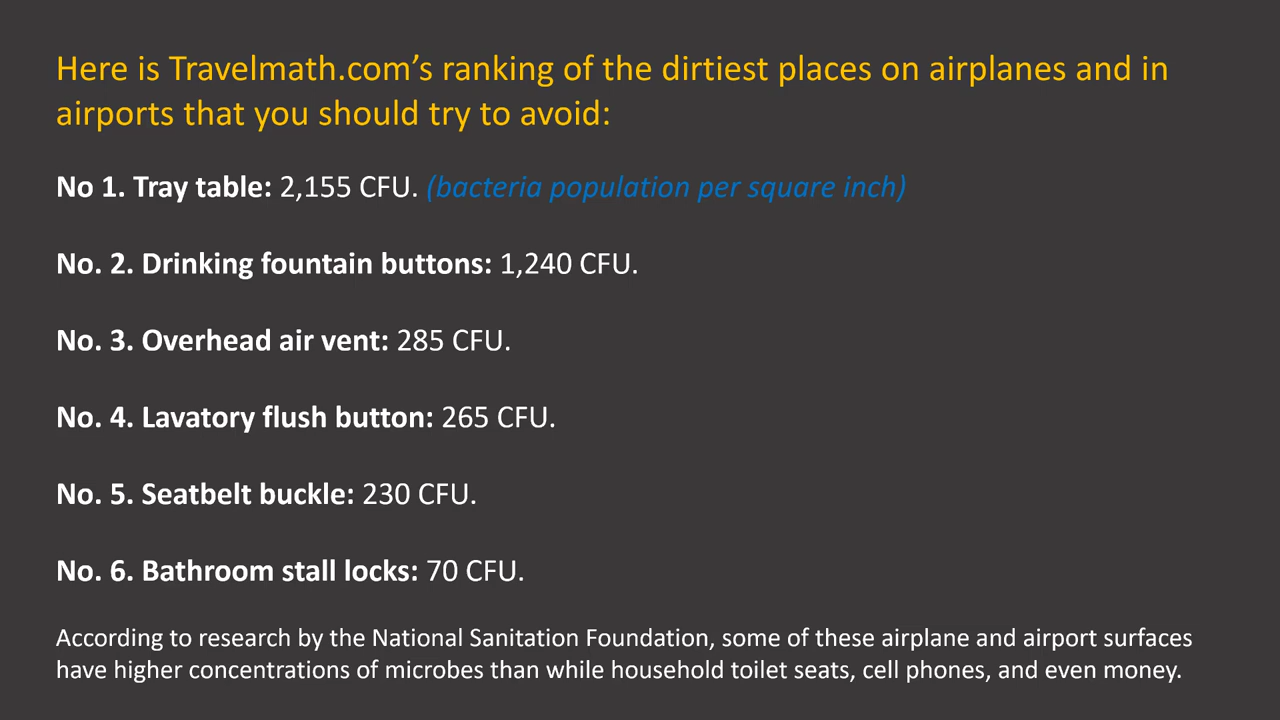 Here is Travelmath.com’s ranking of the dirtiest places on airplanes and in
airports that you should try to avoid:
No 1. Tray table: 2,155 CFU. (bacteria population per square inch)
No. 2. Drinking fountain buttons: 1,240 CFU.
No. 3. Overhead air vent: 285 CFU.
No. 4. Lavatory flush button: 265 CFU.
No. 5. Seatbelt buckle: 230 CFU.
No. 6. Bathroom stall locks: 70 CFU.
According to research by the National Sanitation Foundation, some of these airplane and airport surfaces
have higher concentrations of microbes than while household toilet seats, cell phones, and even money.